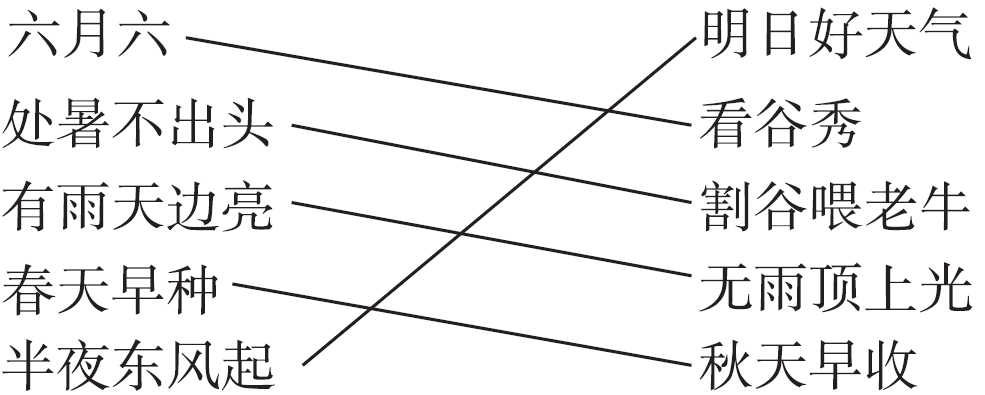 六月六
明日好天气
处暑不出头
看谷秀
有雨天边亮
割谷喂老牛
春天早种
无雨顶上光
半夜东风起
秋天早收